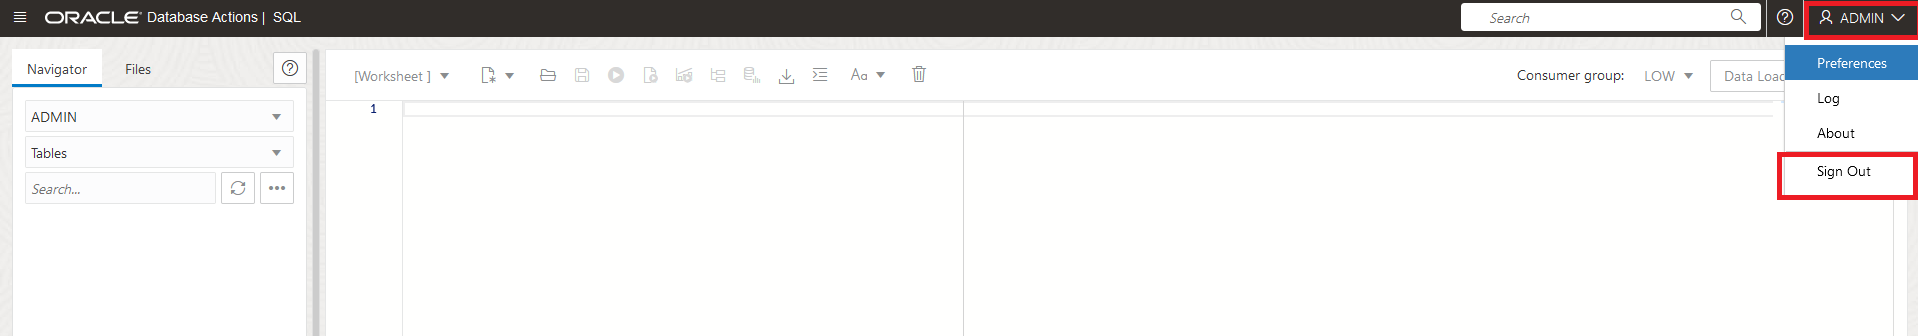 ORACLE Database Actions | SQL
Search
ADMIN
Navigator
Files
[Worksheet ]
Aa
Consumer group:
LOW
Data Load
Preferences
Log
About
Sign Out
ADMIN
Tables
Search...
1